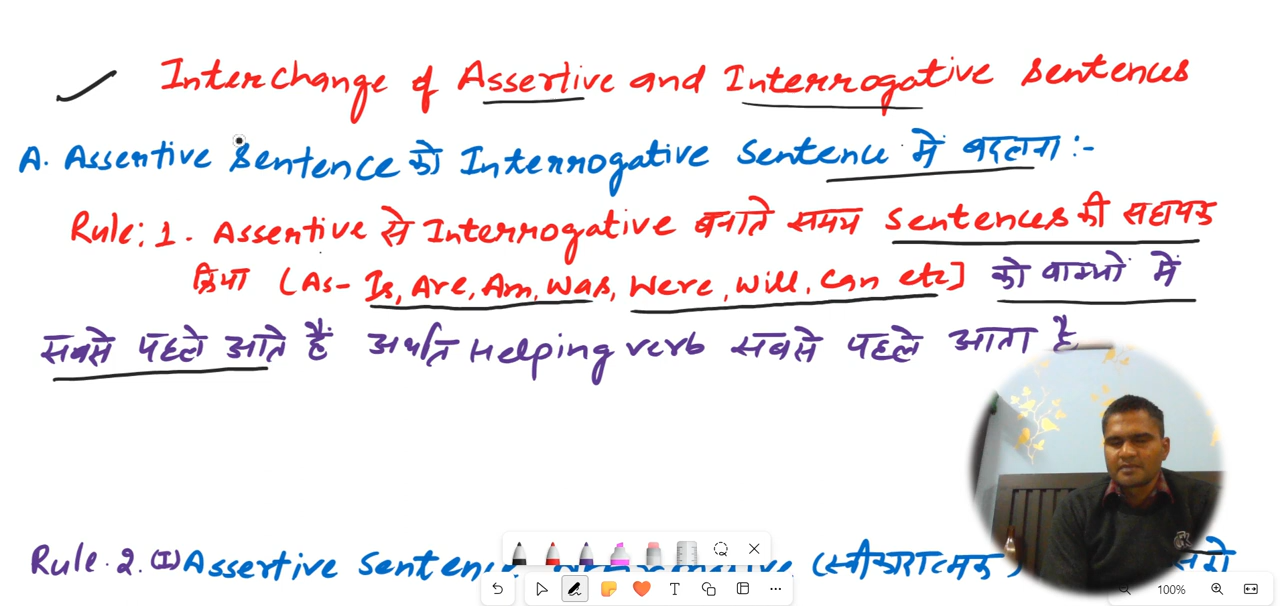 Interchange of Assertive and Interrogative Sentences
A. Assertive Sentence को Interrogative Sentence में बदलना :-
Rule: 1. Assertive से Interrogative बनाते समय Sentences की सहायक
क्रिया (As- Is, Are, Am, Was, Were, Will, Can etc] को वाक्यो में
सबसे पहले आते हैं अर्थात Helping verb सबसे पहले आता है
Rule. 2. (I) Assertive Sentence (स्वीकारात्मक)
100%